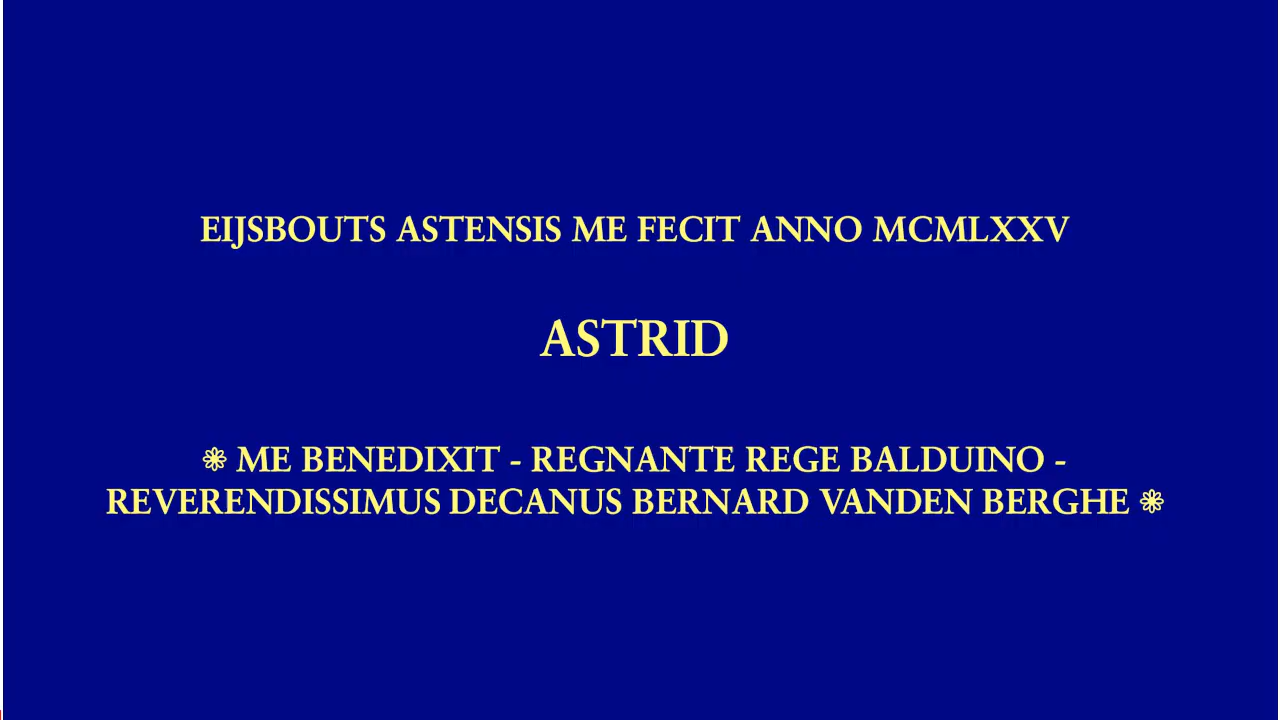 EIJSBOUTS ASTENSIS ME FECIT ANNO MCMLXXV
ASTRID
❃ ME BENEDIXIT - REGNANTE REGE BALDUINO -
REVERENDISSIMUS DECANUS BERNARD VANDEN BERGHE ❃